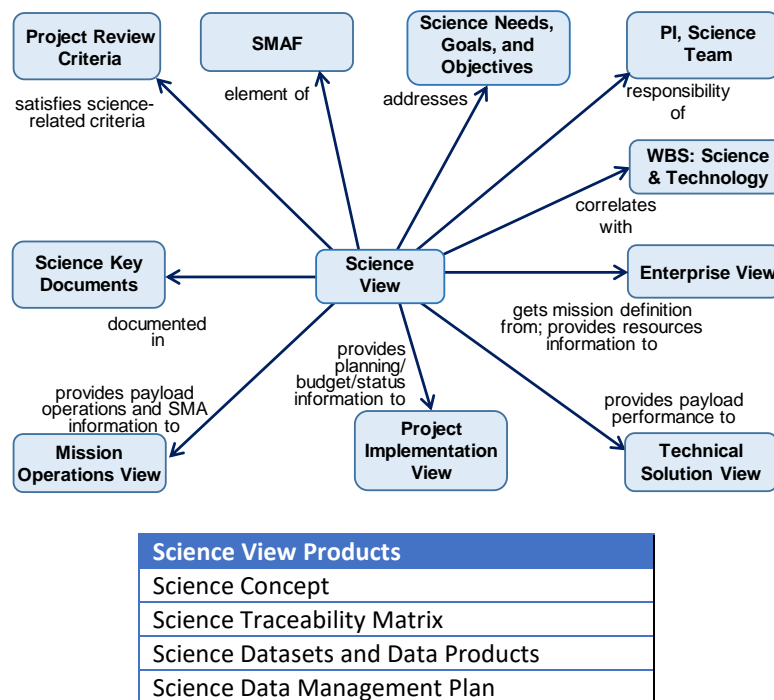 Project Review
Criteria
SMAF
Science Needs,
Goals, and
Objectives
PI, Science
Team
satisfies science-
related criteria
element of
addresses
responsibility
of
WBS: Science
& Technology
correlates
with
Science Key
Documents
Science
View
Enterprise View
documented
in
gets mission definition
from; provides resources
information to
provides
planning/
budget/status
information to
provides payload
operations and SMA
information to
provides payload
performance to
Mission
Operations View
Project
Implementation
View
Technical
Solution View
Science View Products
Science Concept
Science Traceability Matrix
Science Datasets and Data Products
Science Data Management Plan